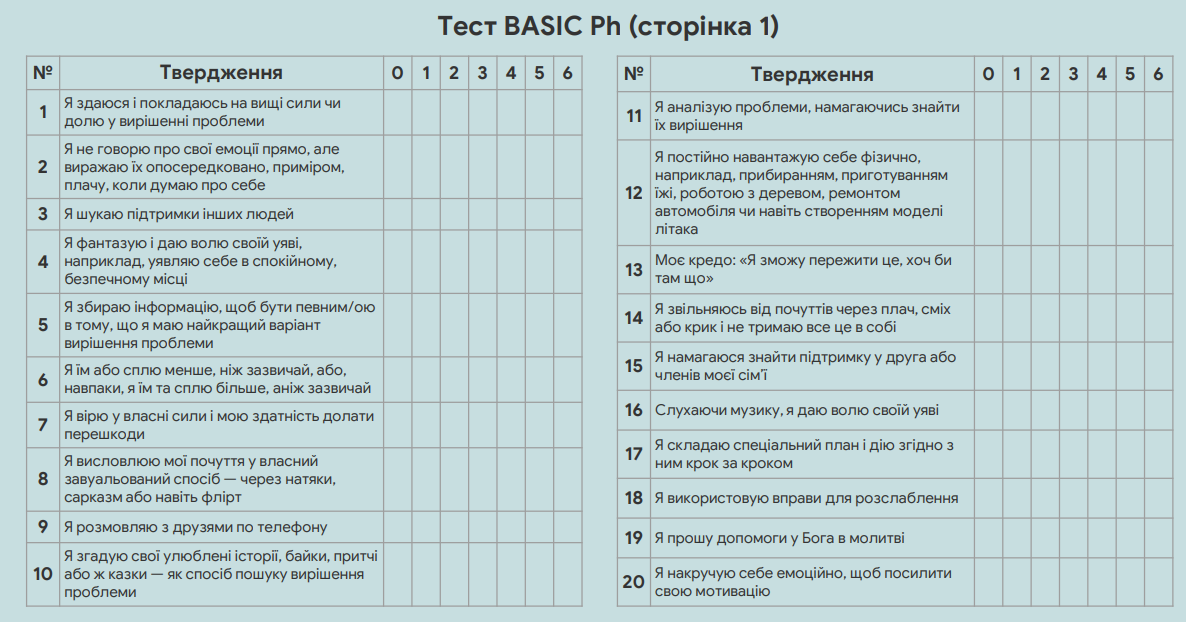 Тест BASIC Ph (сторінка 1)
№ Твердження 0 1 2 3 4 5 6
1 Я здаюся і покладаюсь на вищі сили чи
долю у вирішенні проблеми
2 Я не говорю про свої емоції прямо, але
виражаю їх опосередковано, приміром,
плачу, коли думаю про себе
3 Я шукаю підтримки інших людей
4 Я фантазую і даю волю своїй уяві,
наприклад, уявляю себе в спокійному,
безпечному місці
5 Я збираю інформацію, щоб бути певним/ою
в тому, що я маю найкращий варіант
вирішення проблеми
6 Я їм або сплю менше, ніж зазвичай, або,
навпаки, я їм та сплю більше, аніж зазвичай
7 Я вірю у власні сили і мою здатність долати
перешкоди
8 Я висловлюю мої почуття у власний
завуальований спосіб — через натяки,
сарказм або навіть флірт
9 Я розмовляю з друзями по телефону
10 Я згадую свої улюблені історії, байки, притчі
або ж казки — як спосіб пошуку вирішення
проблеми
№ Твердження 0 1 2 3 4 5 6
11 Я аналізую проблеми, намагаючись знайти
їх вирішення
12 Я постійно навантажую себе фізично,
наприклад, прибиранням, приготуванням
їжі, роботою з деревом, ремонтом
автомобіля чи навіть створенням моделі
літака
13 Моє кредо: «Я зможу пережити це, хоч би
там що»
14 Я звільняюсь від почуттів через плач, сміх
або крик і не тримаю все це в собі
15 Я намагаюся знайти підтримку у друга або
членів моєї сім'ї
16 Слухаючи музику, я даю волю своїй уяві
17 Я складаю спеціальний план і дію згідно з
ним крок за кроком
18 Я використовую вправи для розслаблення
19 Я прошу допомоги у Бога в молитві
20 Я накручую себе емоційно, щоб посилити
свою мотивацію